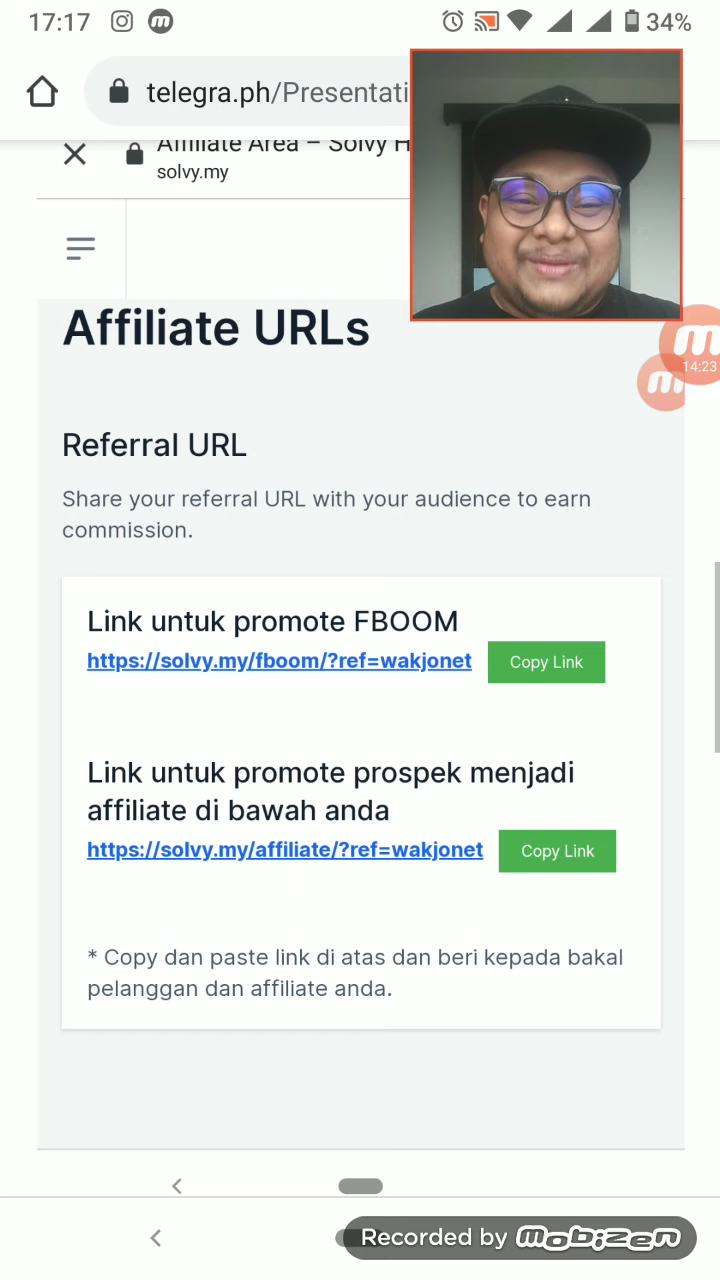 17:17
34%
telegra.ph/Presentati
Affiliate Area – Solvy H
solvy.my
14:23
Affiliate URLs
Referral URL
Share your referral URL with your audience to earn
commission.
Link untuk promote FBOOM
https://solvy.my/fboom/?ref=wakjonet
Copy Link
Link untuk promote prospek menjadi
affiliate di bawah anda
https://solvy.my/affiliate/?ref=wakjonet
Copy Link
* Copy dan paste link di atas dan beri kepada bakal
pelanggan dan affiliate anda.
Recorded by mobizen